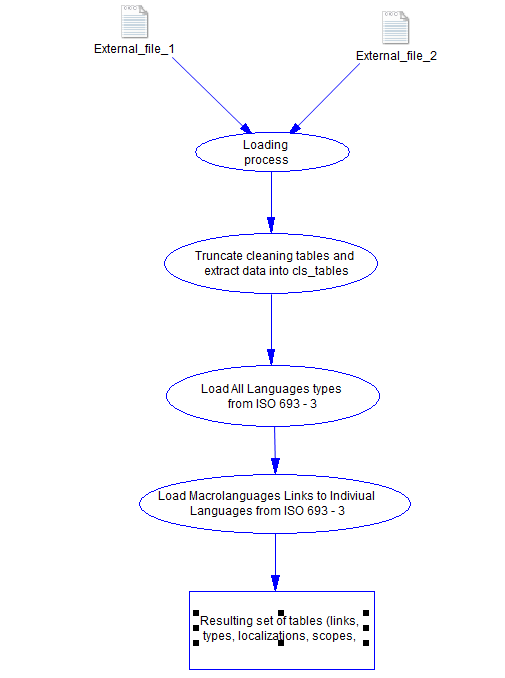 External_file_1
External_file_2
Loading
process
Truncate cleaning tables and
extract data into cls_tables
Load All Languages types
from ISO 693 - 3
Load Macrolanguages Links to Indiviual
Languages from ISO 693 - 3
Resulting set of tables (links,
types, localizations, scopes,